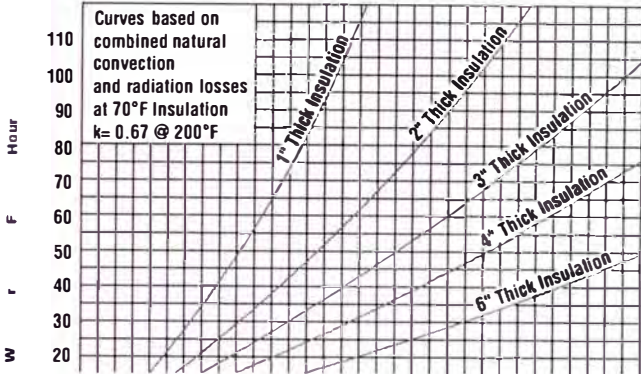 Curves based on
combined natural
convection
and radiation losses
at 70°F Insulation
k= 0.67 @ 200°F
110
100
90
80
70
60
50
40
30
20
Hour
F
r
W
1" Thick Insulation
2" Thick Insulation
3" Thick Insulation
4" Thick Insulation
6" Thick Insulation